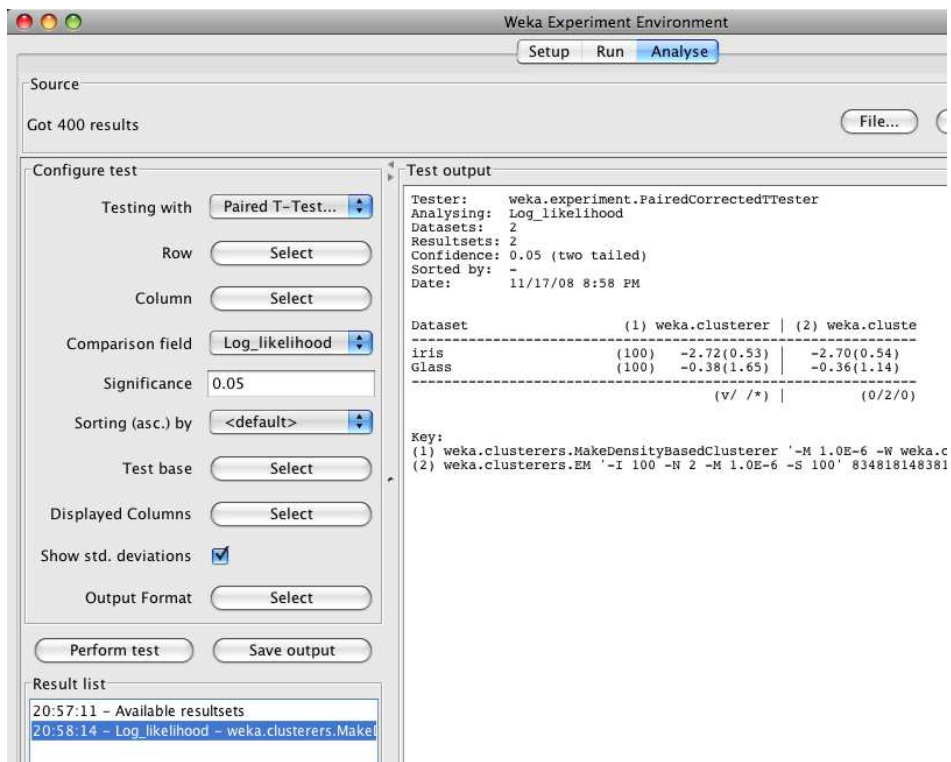 Weka Experiment Environment
Setup Run Analyse
Source
Got 400 results
File...
Configure test
Testing with Paired T-Test...
Row Select
Column Select
Comparison field Log_likelihood
Significance 0.05
Sorting (asc.) by <default>
Test base Select
Displayed Columns Select
Show std. deviations
Output Format Select
Perform test Save output
Result list
20:57:11 - Available resultsets
20:58:14 - Log_likelihood - weka.clusterers.Make
Test output
Tester: weka.experiment.PairedCorrectedTTester
Analysing: Log_likelihood
Datasets: 2
Resultsets: 2
Confidence: 0.05 (two tailed)
Sorted by: -
Date: 11/17/08 8:58 PM
Dataset (1) weka.clusterer | (2) weka.cluste
----------------------------------------------------------------
iris (100) -2.72(0.53) | -2.70(0.54)
Glass (100) -0.38(1.65) | -0.36(1.14)
----------------------------------------------------------------
(v/ /*) | (0/2/0)
Key:
(1) weka.clusterers.MakeDensityBasedClusterer '-M 1.0E-6 -W weka.c
(2) weka.clusterers.EM '-I 100 -N 2 -M 1.0E-6 -S 100' 834818148381